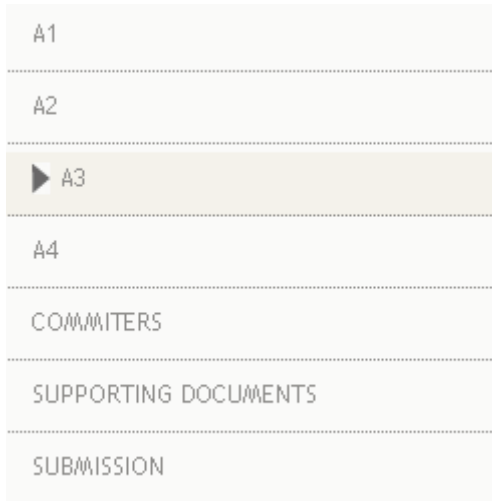 A1
A2
A3
A4
COMMITERS
SUPPORTING DOCUMENTS
SUBMISSION